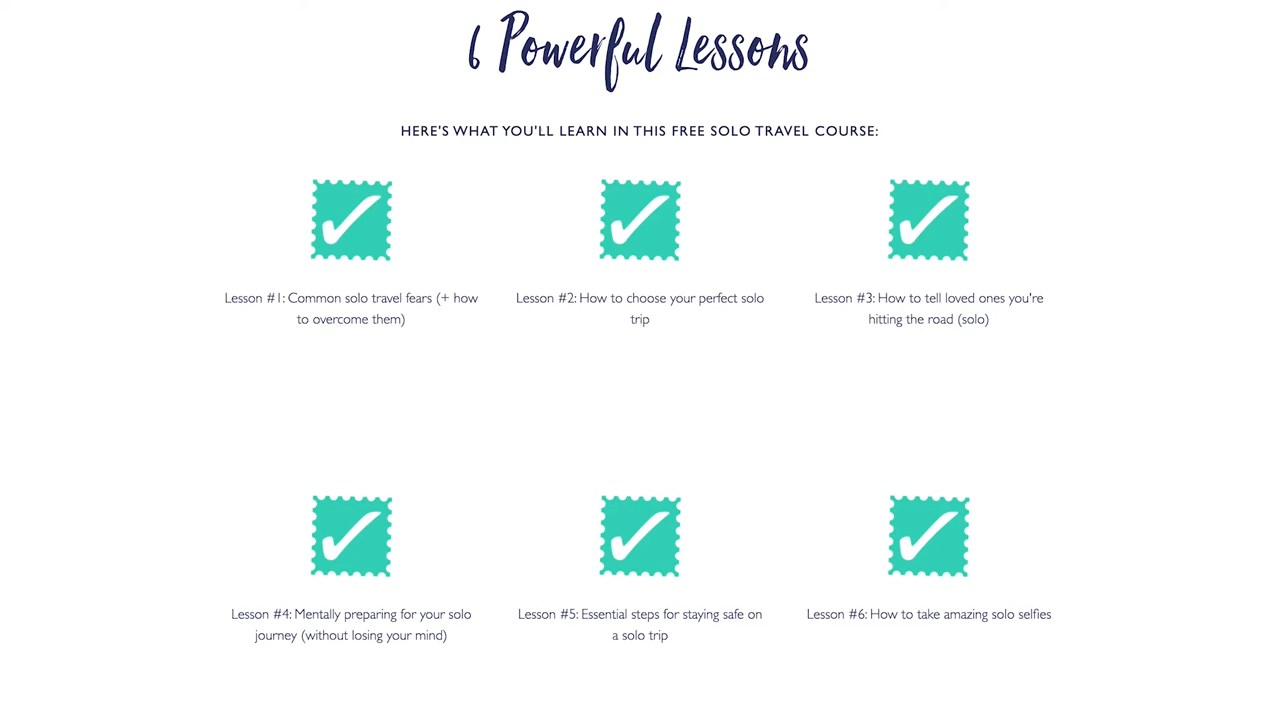 6 Powerful Lessons
HERE'S WHAT YOU'LL LEARN IN THIS FREE SOLO TRAVEL COURSE:
Lesson #1: Common solo travel fears (+ how
to overcome them)
Lesson #2: How to choose your perfect solo
trip
Lesson #3: How to tell loved ones you're
hitting the road (solo)
Lesson #4: Mentally preparing for your solo
journey (without losing your mind)
Lesson #5: Essential steps for staying safe on
a solo trip
Lesson #6: How to take amazing solo selfies